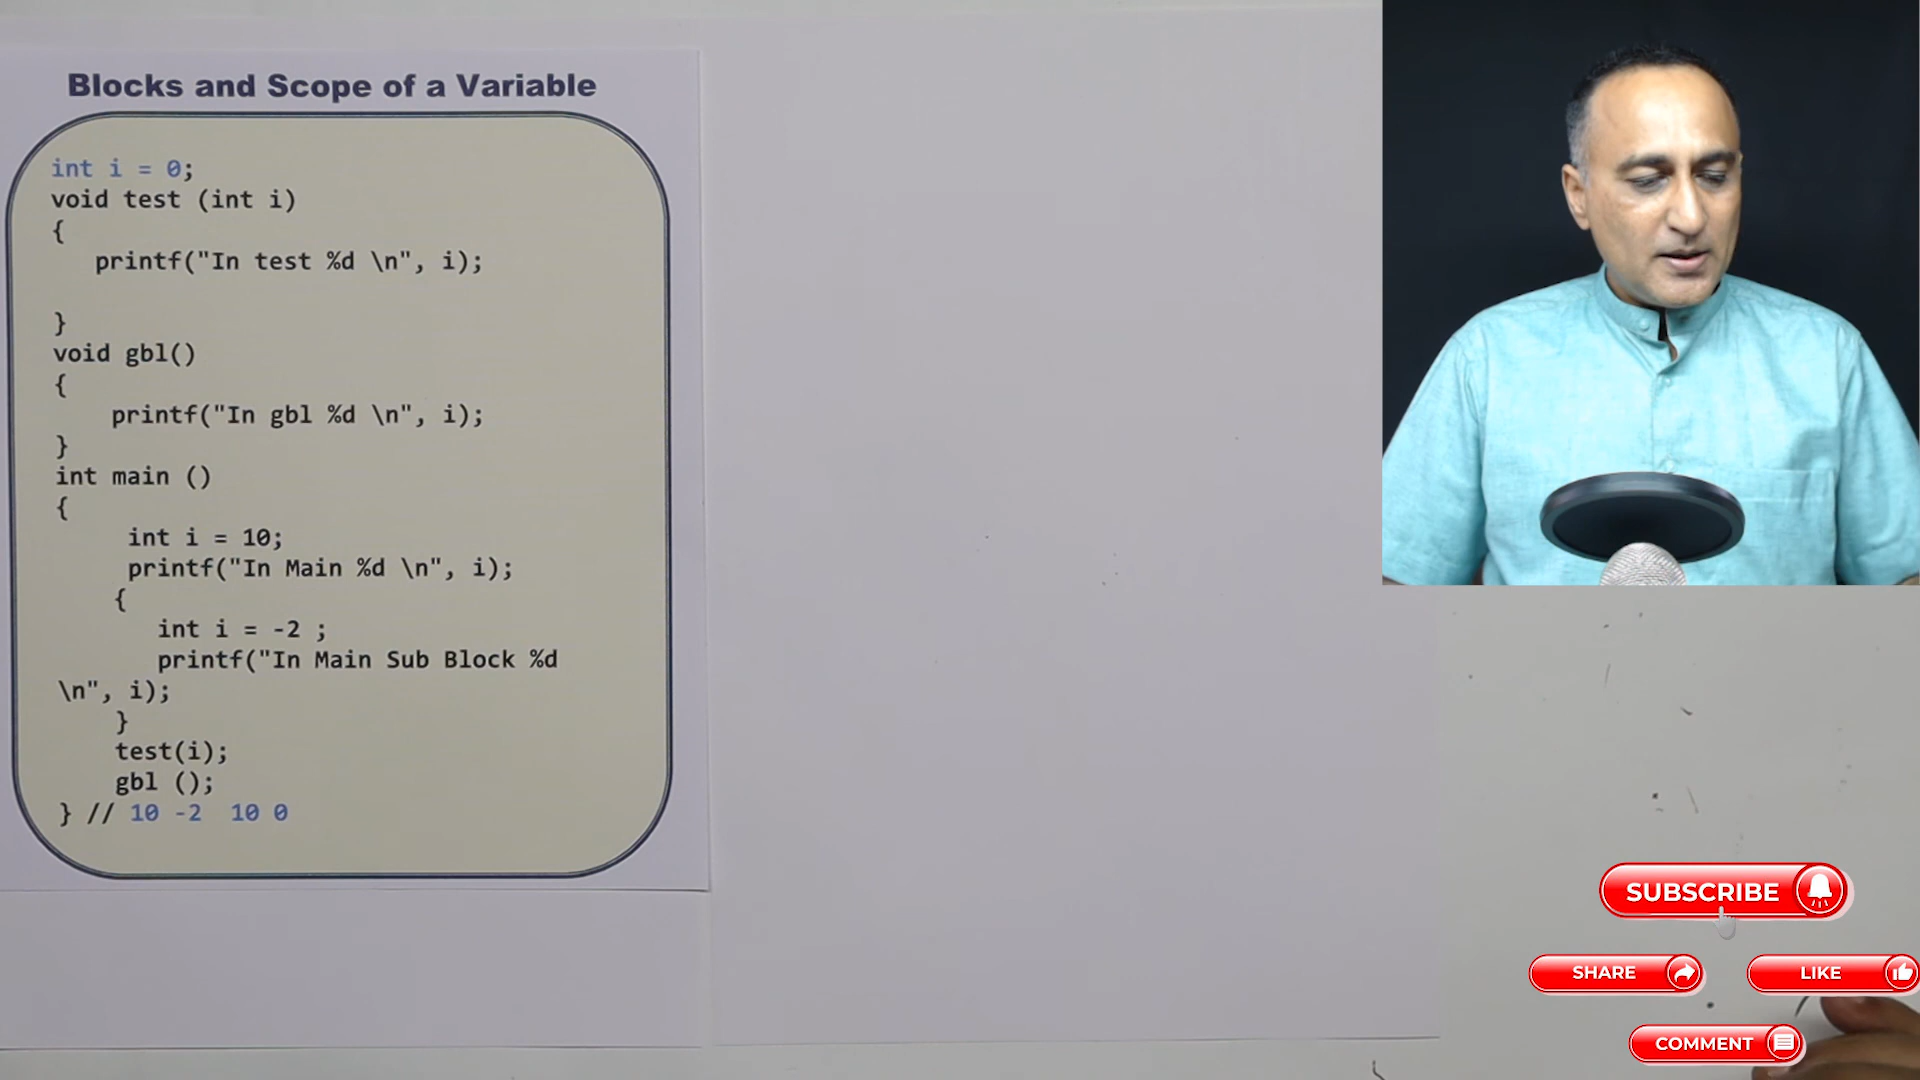 Blocks and Scope of a Variable
int i = 0;
void test (int i)
{
printf("In test %d \n", i);
}
void gbl()
{
printf("In gbl %d \n", i);
}
int main ()
{
int i = 10;
printf("In Main %d \n", i);
{
int i = -2 ;
printf("In Main Sub Block %d
\n", i);
}
test(i);
gbl ();
} // 10 -2  10 0
SUBSCRIBE
SHARE
LIKE
COMMENT